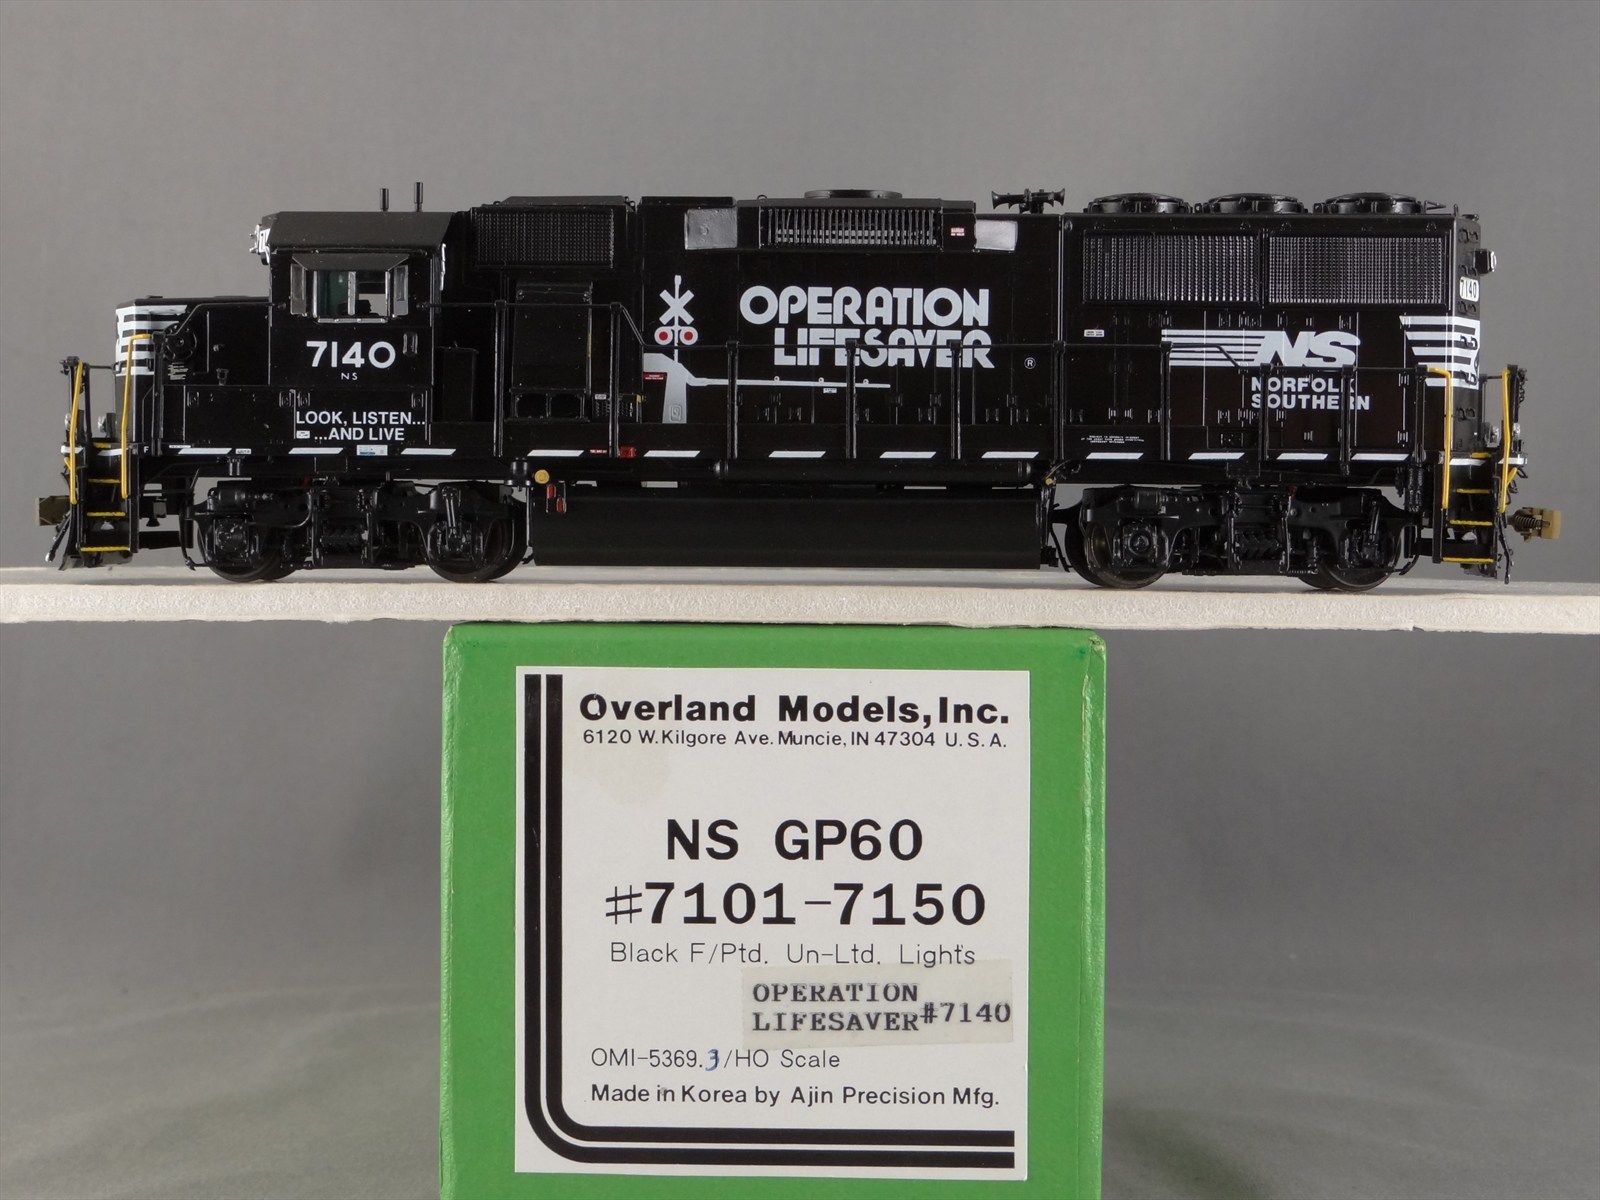 7140
NS
LOOK, LISTEN...
...AND LIVE
F
OPERATION
LIFESAVER
®
NS
NORFOLK
SOUTHERN
7140
Overland Models, Inc.
6120 W. Kilgore Ave. Muncie, IN 47304 U.S.A.
NS GP60
#7101-7150
Black F/Ptd. Un-Ltd. Lights
OPERATION
LIFESAVER #7140
OMI-5369.3/HO Scale
Made in Korea by Ajin Precision Mfg.